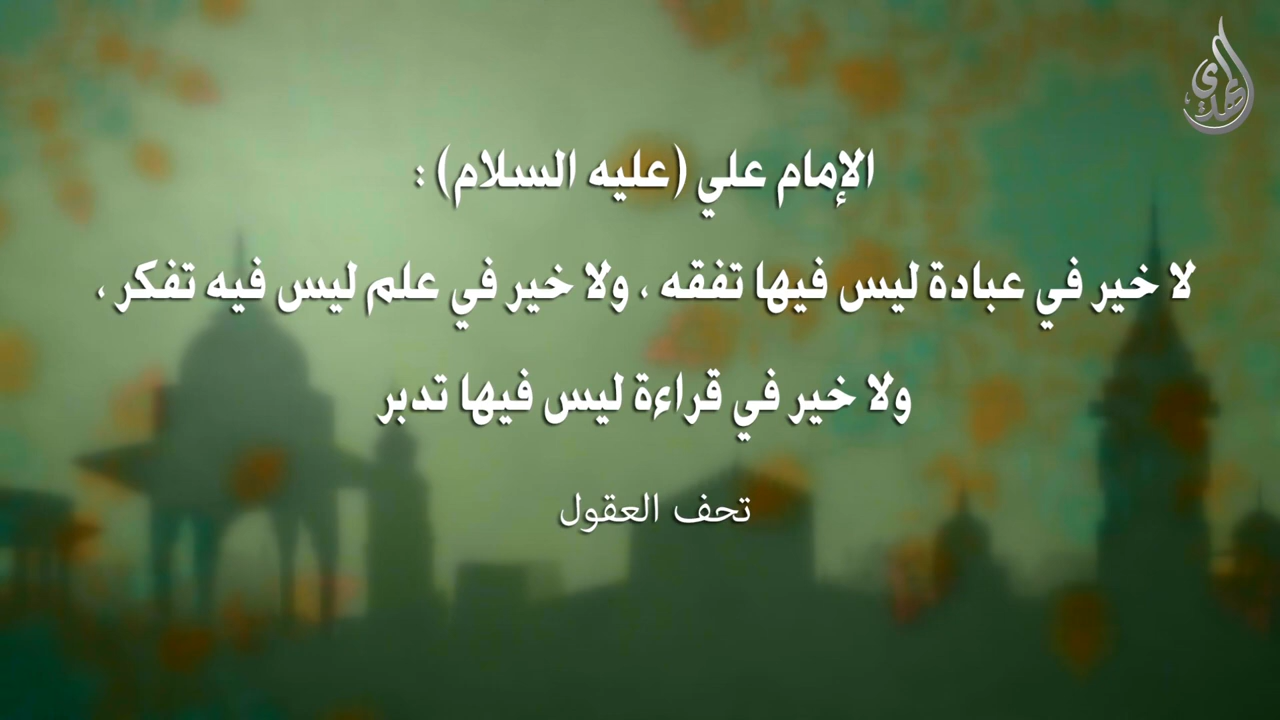 المهدي
الإمام علي (عليه السلام) :
لا خير في عبادة ليس فيها تفقه ، ولا خير في علم ليس فيه تفكر ،
ولا خير في قراءة ليس فيها تدبر
تحف العقول